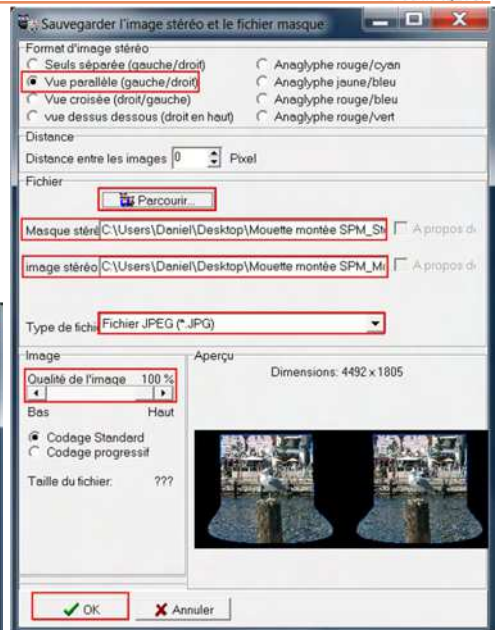 Sauvegarder l'image stéréo et le fichier masque
Format d'image stéréo
Seuls séparée (gauche/droit)
Anaglyphe rouge/cyan
Vue parallèle (gauche/droit)
Anaglyphe jaune/bleu
Vue croisée (droit/gauche)
Anaglyphe rouge/bleu
vue dessus dessous (droit en haut)
Anaglyphe rouge/vert
Distance
Distance entre les images 0 Pixel
Fichier
Parcourir...
Masque stéré C:\Users\Daniel\Desktop\Mouette montée SPM_St A propos d
image stéréo C:\Users\Daniel\Desktop\Mouette montée SPM_M A propos d
Type de fichi Fichier JPEG (*.JPG)
Image
Qualité de l'image 100 %
Bas Haut
Codage Standard
Codage progressif
Taille du fichier: ???
Aperçu
Dimensions: 4492 x 1805
OK
Annuler